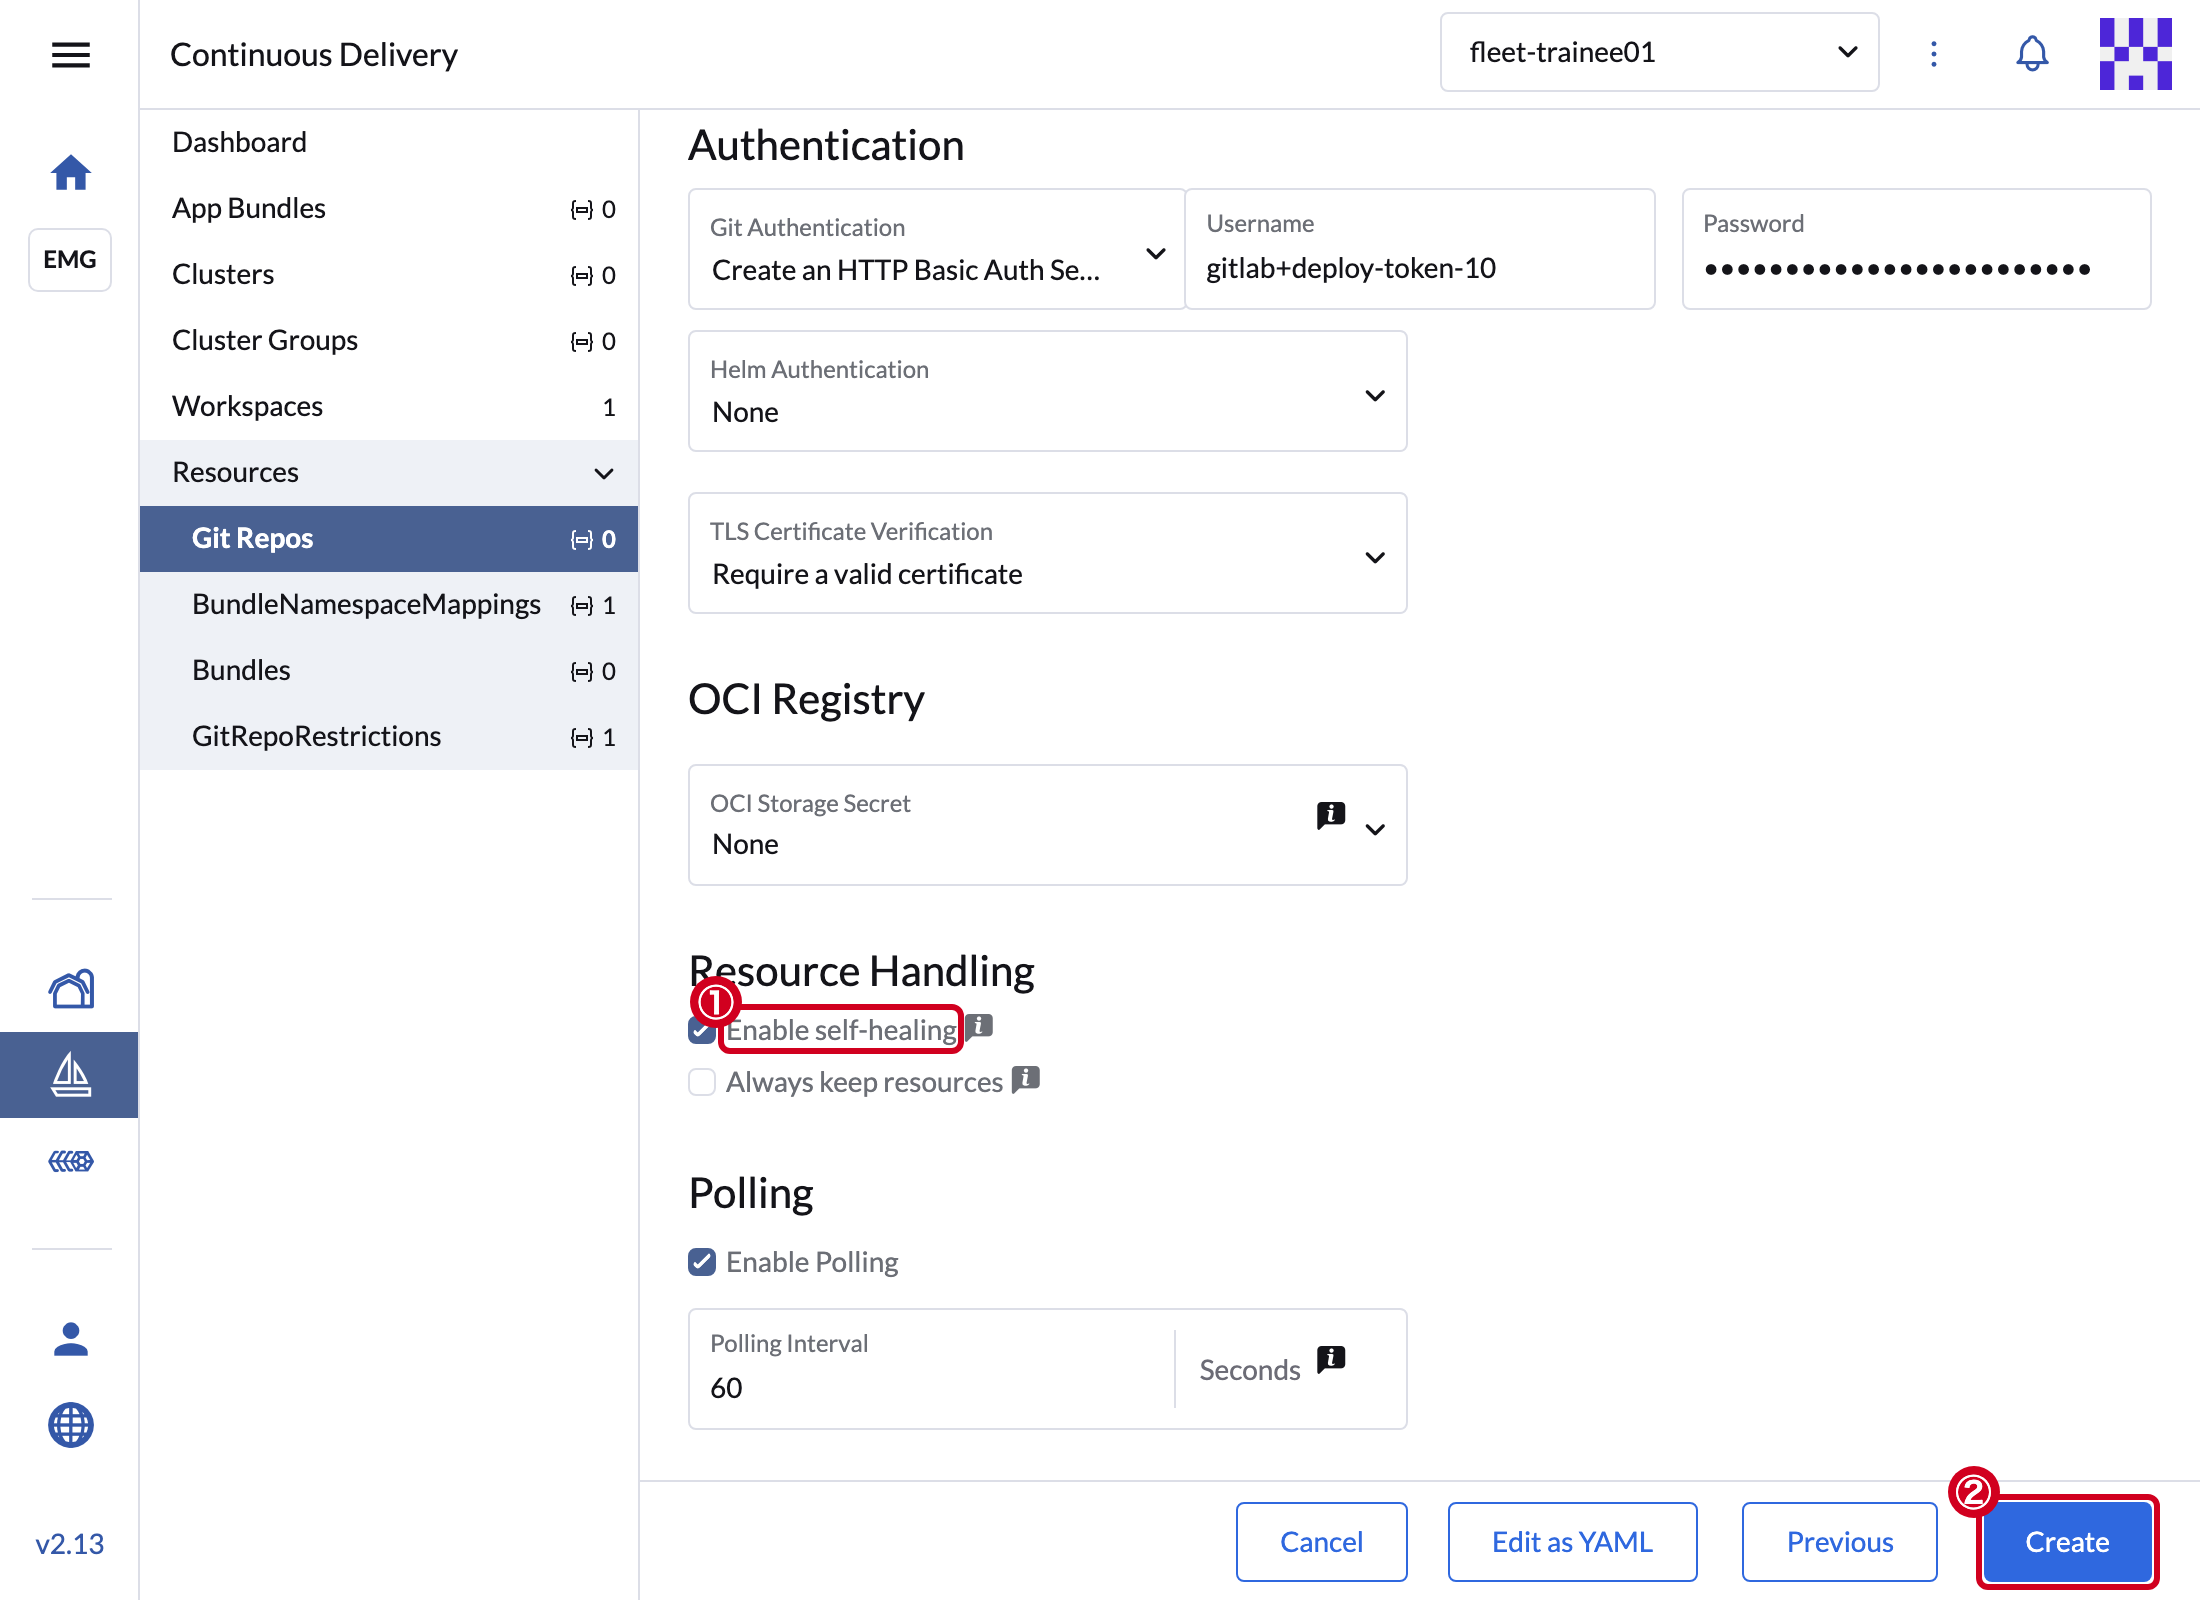 Continuous Delivery
fleet-trainee01
EMG
v2.13
Dashboard
App Bundles 0
Clusters 0
Cluster Groups 0
Workspaces 1
Resources
Git Repos 0
BundleNamespaceMappings 1
Bundles 0
GitRepoRestrictions 1
Authentication
Git Authentication
Create an HTTP Basic Auth Se...
Username
gitlab+deploy-token-10
Password
••••••••••••••••••••••••
Helm Authentication
None
TLS Certificate Verification
Require a valid certificate
OCI Registry
OCI Storage Secret
None
Resource Handling
1
Enable self-healing
Always keep resources
Polling
Enable Polling
Polling Interval
60
Seconds
Cancel
Edit as YAML
Previous
2
Create